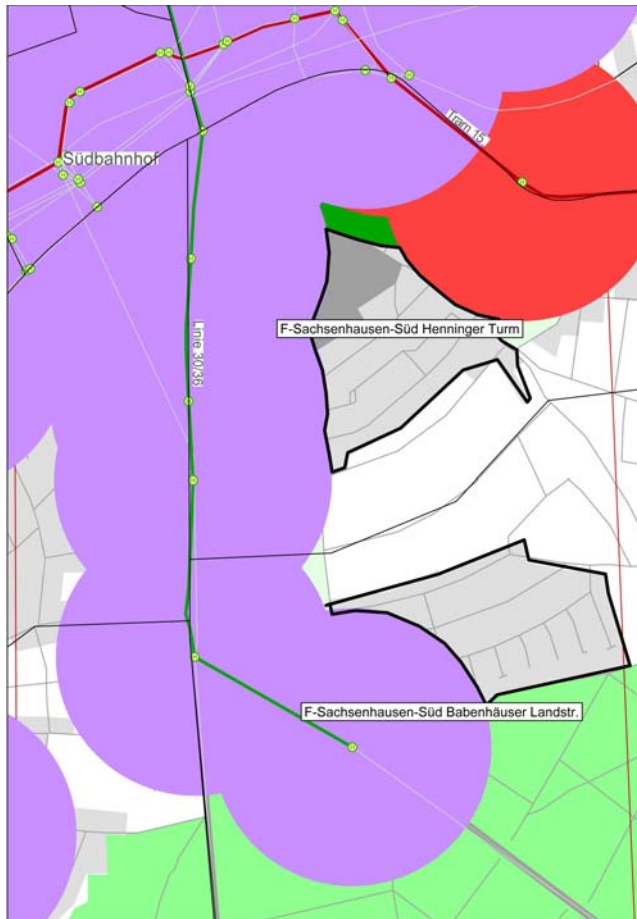 Tram 15
Südbahnhof
F-Sachsenhausen-Süd Henninger Turm
Linie 30/36
F-Sachsenhausen-Süd Babenhäuser Landstr.